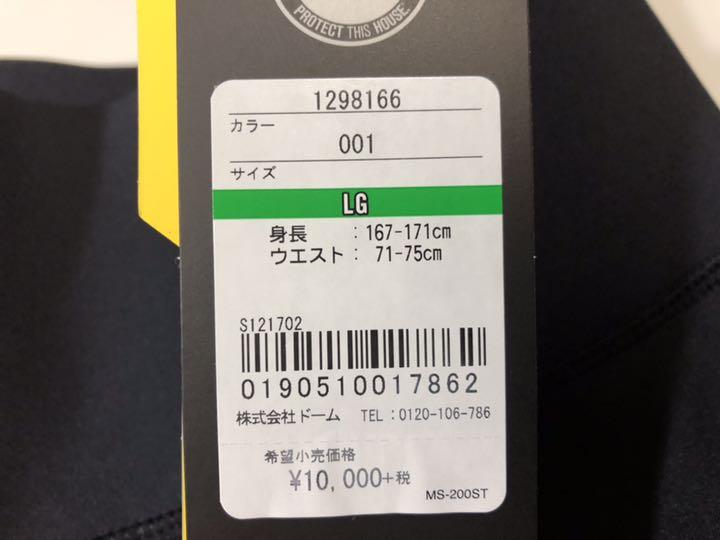 PROTECT THIS HOUSE.
1298166
カラー
001
サイズ
LG
身長 : 167-171cm
ウエスト : 71-75cm
S121702
0190510017862
株式会社ドーム TEL : 0120-106-786
希望小売価格
¥10,000+税
MS-200ST